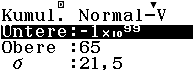 Kumul. Normal-V
Untere:-1×10⁹⁹
Obere :65
σ :21,5